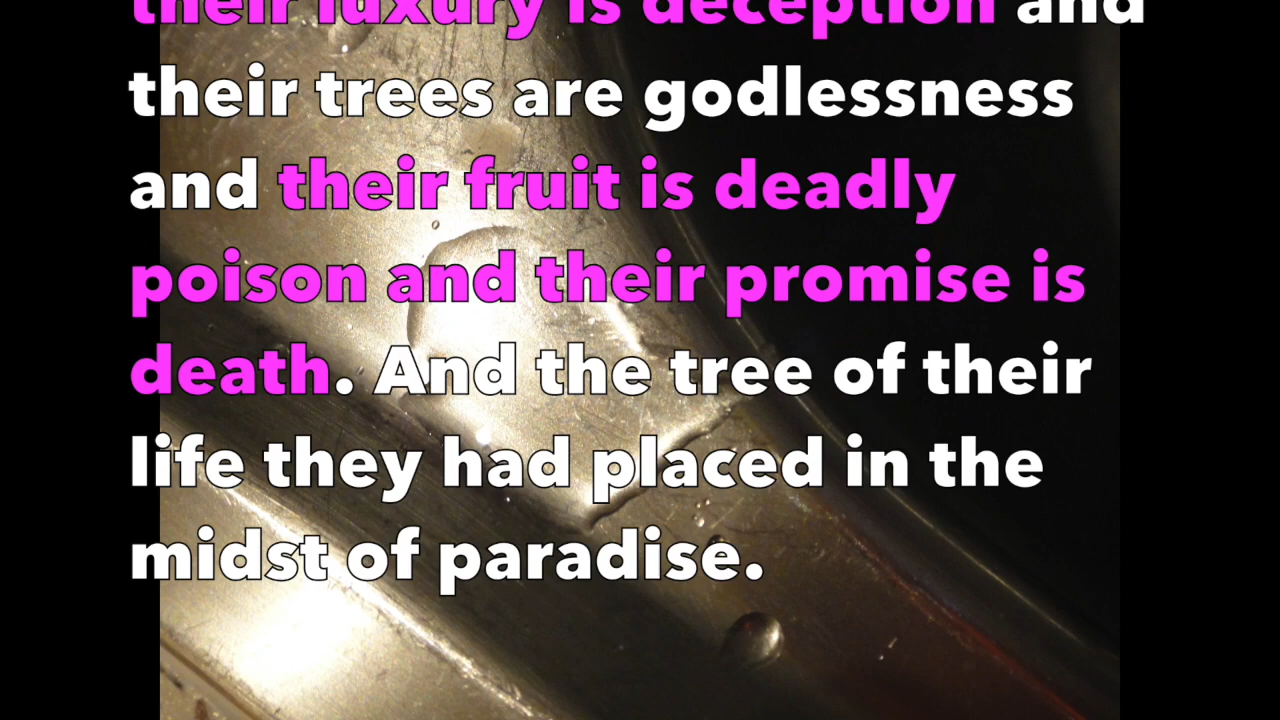 their luxury is deception and
their trees are godlessness
and their fruit is deadly
poison and their promise is
death. And the tree of their
life they had placed in the
midst of paradise.